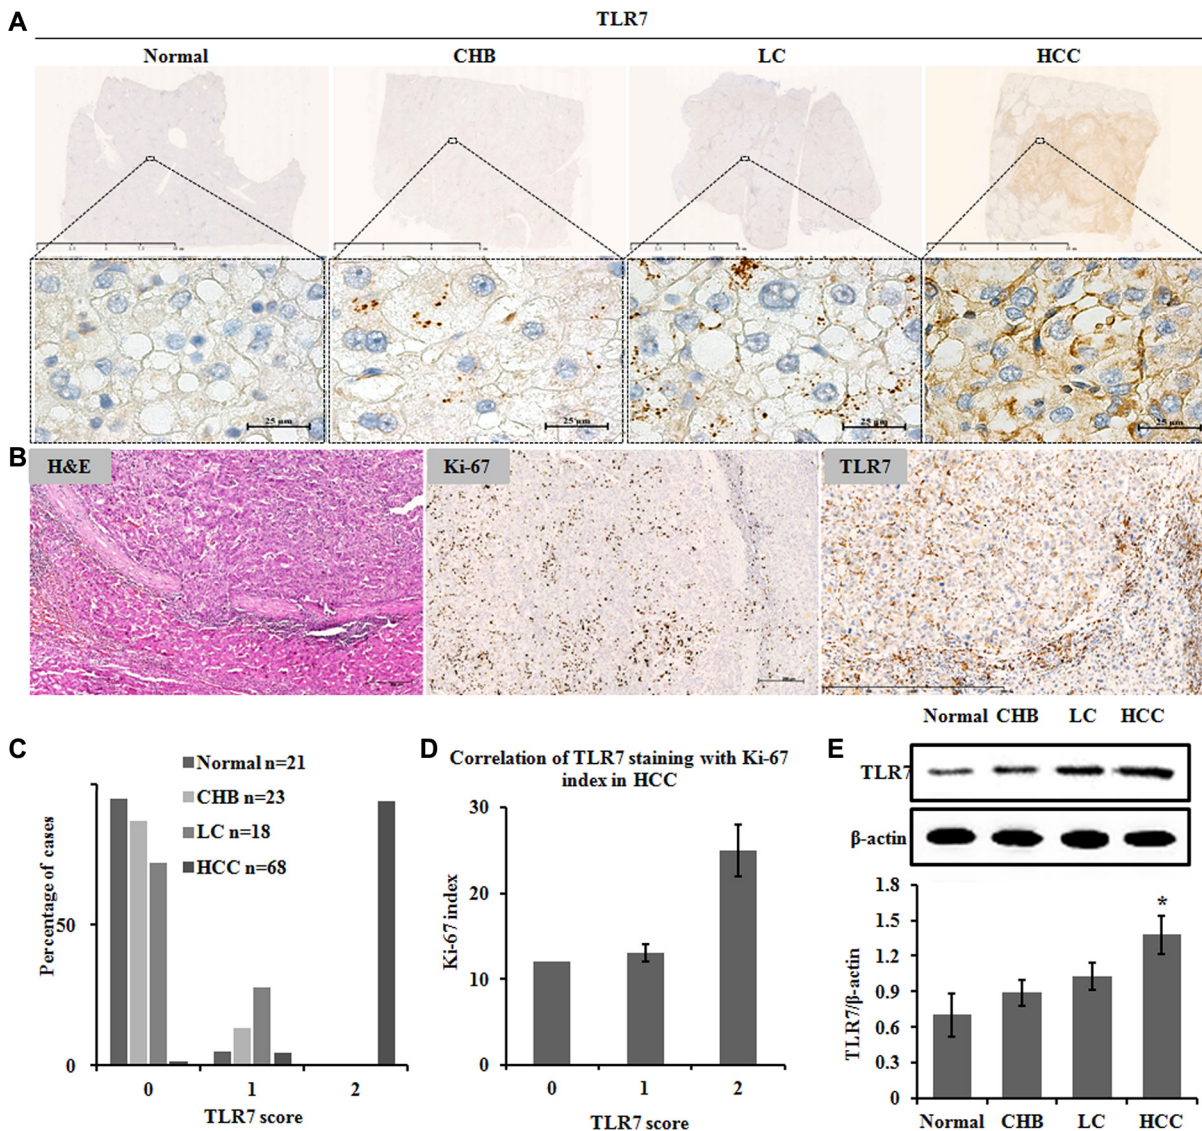 A
TLR7
Normal CHB LC HCC
25 µm 25 µm 25 µm 25 µm
B
H&E Ki-67 TLR7
C
Normal n=21
CHB n=23
LC n=18
HCC n=68
Percentage of cases
50
0
0 1 2
TLR7 score
D
Correlation of TLR7 staining with Ki-67
index in HCC
Ki-67 index
30
20
10
0
0 1 2
TLR7 score
E
Normal CHB LC HCC
TLR7
β-actin
TLR7/β-actin
1.8
1.5
1.2
0.9
0.6
0.3
0
*
Normal CHB LC HCC